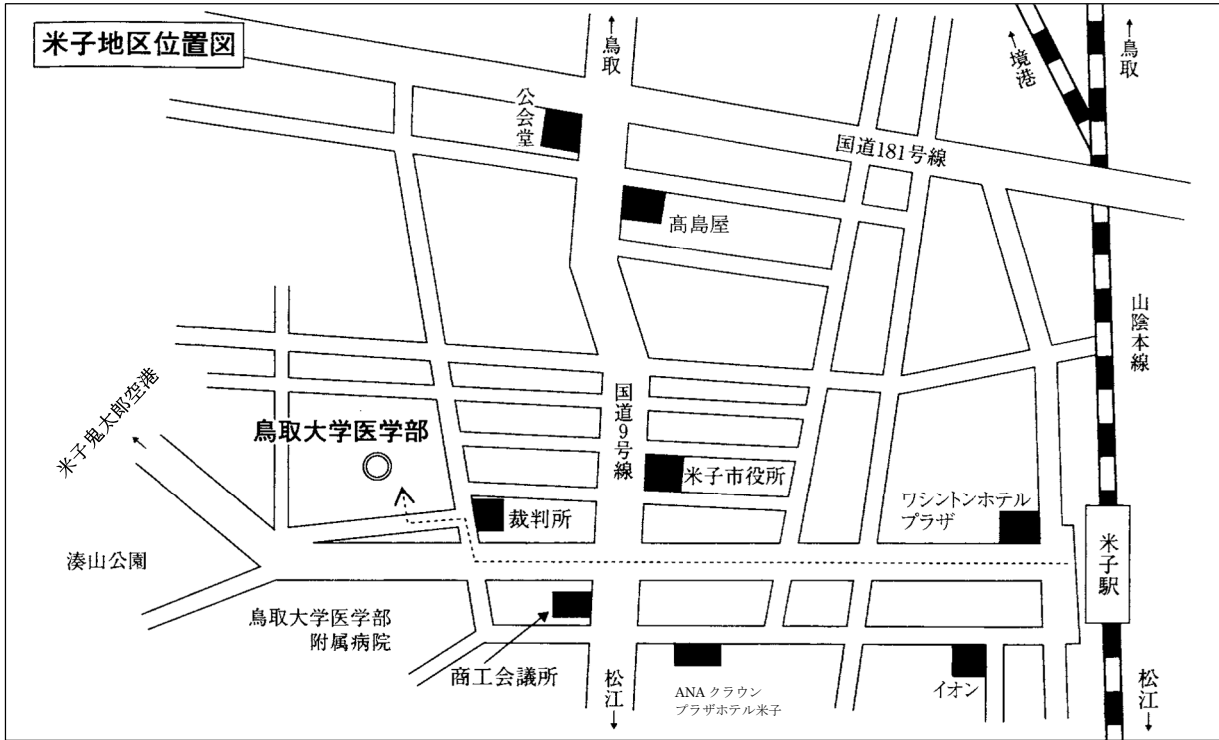 米子地区位置図
↑鳥取
↑境港
↑鳥取
公会堂
国道181号線
髙島屋
山陰本線
米子鬼太郎空港
↑
国道9号線
鳥取大学医学部
米子市役所
ワシントンホテル
プラザ
裁判所
米子駅
湊山公園
鳥取大学医学部
附属病院
商工会議所
松江↓
ANA クラウン
プラザホテル米子
イオン
松江↓